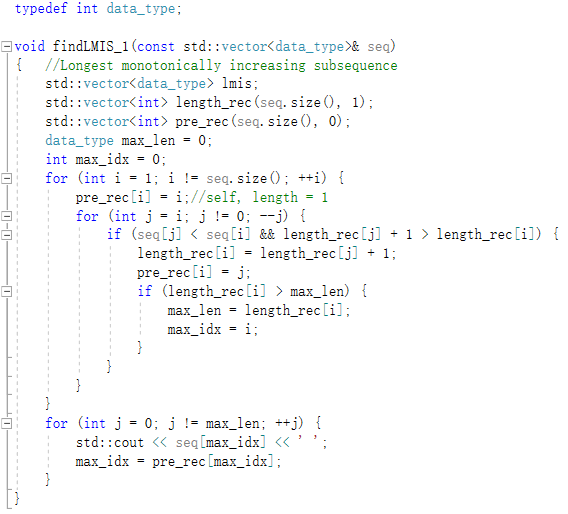 typedef int data_type;
void findLMIS_1(const std::vector<data_type>& seq)
{   //Longest monotonically increasing subsequence
    std::vector<data_type> lmis;
    std::vector<int> length_rec(seq.size(), 1);
    std::vector<int> pre_rec(seq.size(), 0);
    data_type max_len = 0;
    int max_idx = 0;
    for (int i = 1; i != seq.size(); ++i) {
        pre_rec[i] = i;//self, length = 1
        for (int j = i; j != 0; --j) {
            if (seq[j] < seq[i] && length_rec[j] + 1 > length_rec[i]) {
                length_rec[i] = length_rec[j] + 1;
                pre_rec[i] = j;
                if (length_rec[i] > max_len) {
                    max_len = length_rec[i];
                    max_idx = i;
                }
            }
        }
    }
    for (int j = 0; j != max_len; ++j) {
        std::cout << seq[max_idx] << ' ';
        max_idx = pre_rec[max_idx];
    }
}